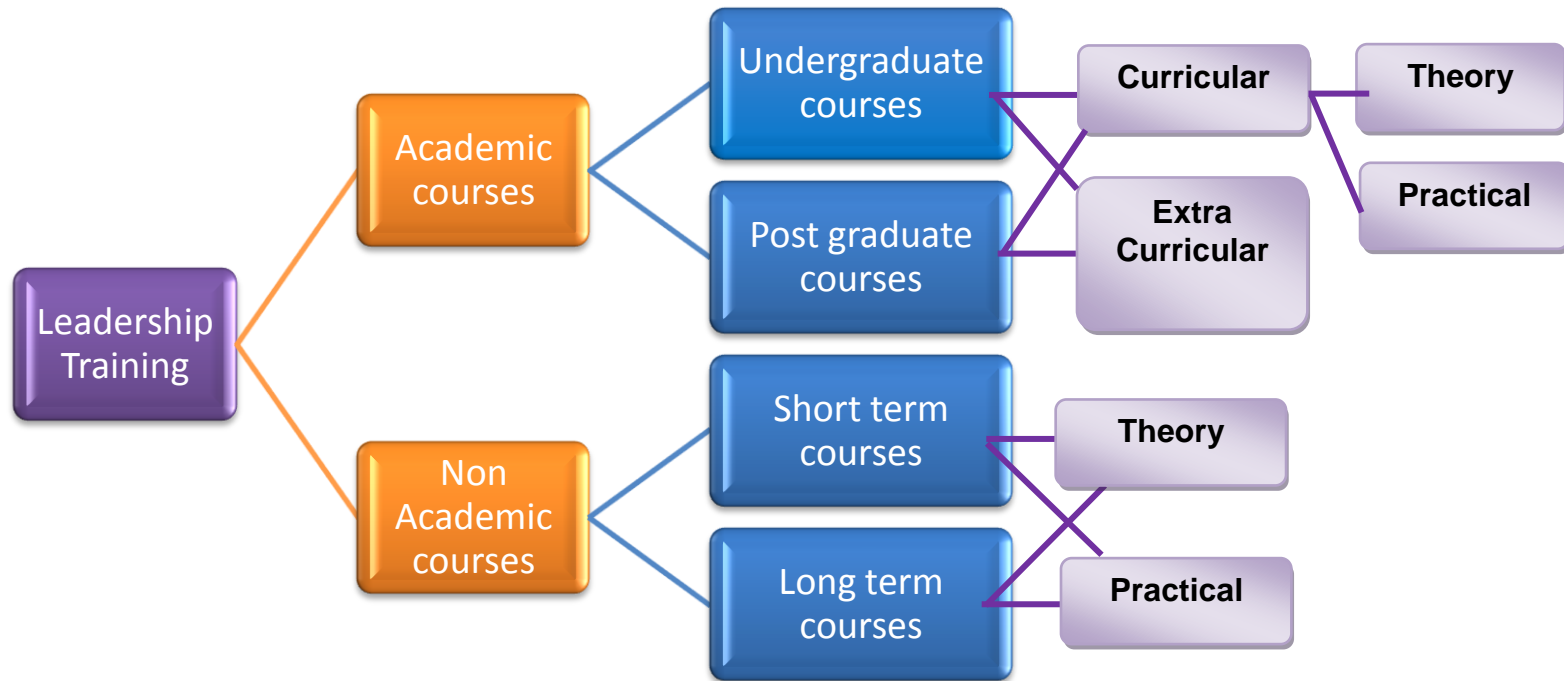 Leadership
Training
Academic
courses
Non
Academic
courses
Undergraduate
courses
Post graduate
courses
Short term
courses
Long term
courses
Curricular
Extra
Curricular
Theory
Practical
Theory
Practical